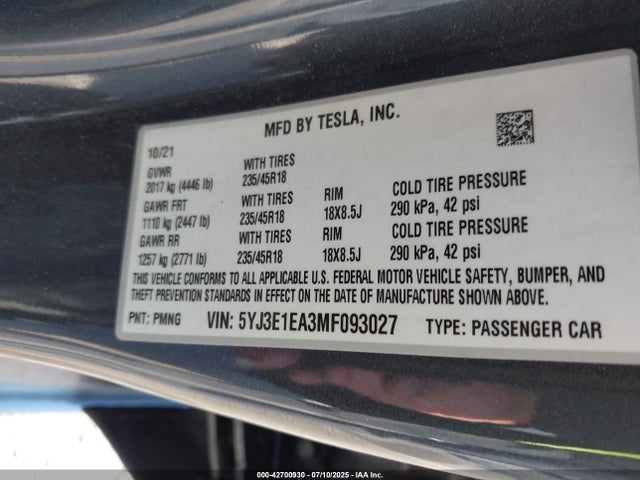 MFD BY TESLA, INC.
10/21
GVWR WITH TIRES
2017 kg (4446 lb) 235/45R18
GAWR FRT WITH TIRES RIM COLD TIRE PRESSURE
1110 kg (2447 lb) 235/45R18 18X8.5J 290 kPa, 42 psi
GAWR RR WITH TIRES RIM COLD TIRE PRESSURE
1257 kg (2771 lb) 235/45R18 18X8.5J 290 kPa, 42 psi
THIS VEHICLE CONFORMS TO ALL APPLICABLE U.S. FEDERAL MOTOR VEHICLE SAFETY, BUMPER, AND
THEFT PREVENTION STANDARDS IN EFFECT ON THE DATE OF MANUFACTURE SHOWN ABOVE.
PNT: PMNG VIN: 5YJ3E1EA3MF093027 TYPE: PASSENGER CAR
000-42700930 - 07/10/2025 - IAA Inc.